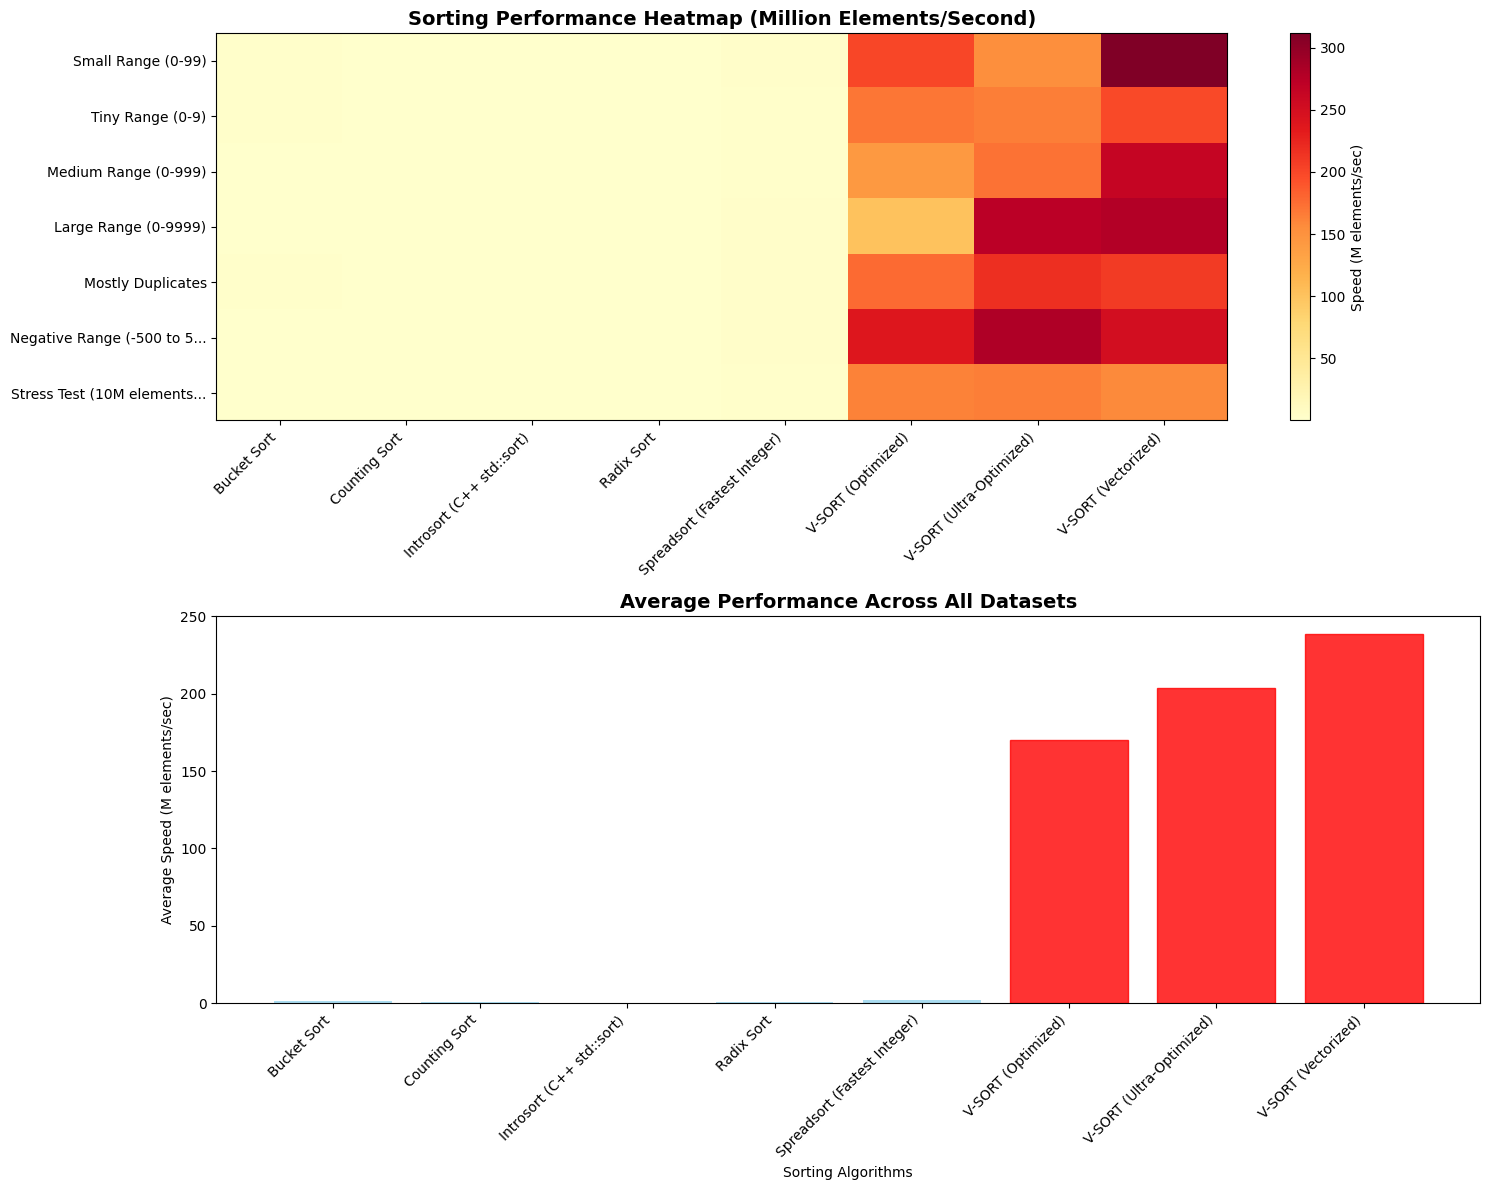 Sorting Performance Heatmap (Million Elements/Second)
Small Range (0-99)
Tiny Range (0-9)
Medium Range (0-999)
Large Range (0-9999)
Mostly Duplicates
Negative Range (-500 to 5...
Stress Test (10M elements...
Bucket Sort
Counting Sort
Introsort (C++ std::sort)
Radix Sort
Spreadsort (Fastest Integer)
V-SORT (Optimized)
V-SORT (Ultra-Optimized)
V-SORT (Vectorized)
300
250
200
150
100
50
Speed (M elements/sec)
Average Performance Across All Datasets
Average Speed (M elements/sec)
250
200
150
100
50
0
Bucket Sort
Counting Sort
Introsort (C++ std::sort)
Radix Sort
Spreadsort (Fastest Integer)
V-SORT (Optimized)
V-SORT (Ultra-Optimized)
V-SORT (Vectorized)
Sorting Algorithms